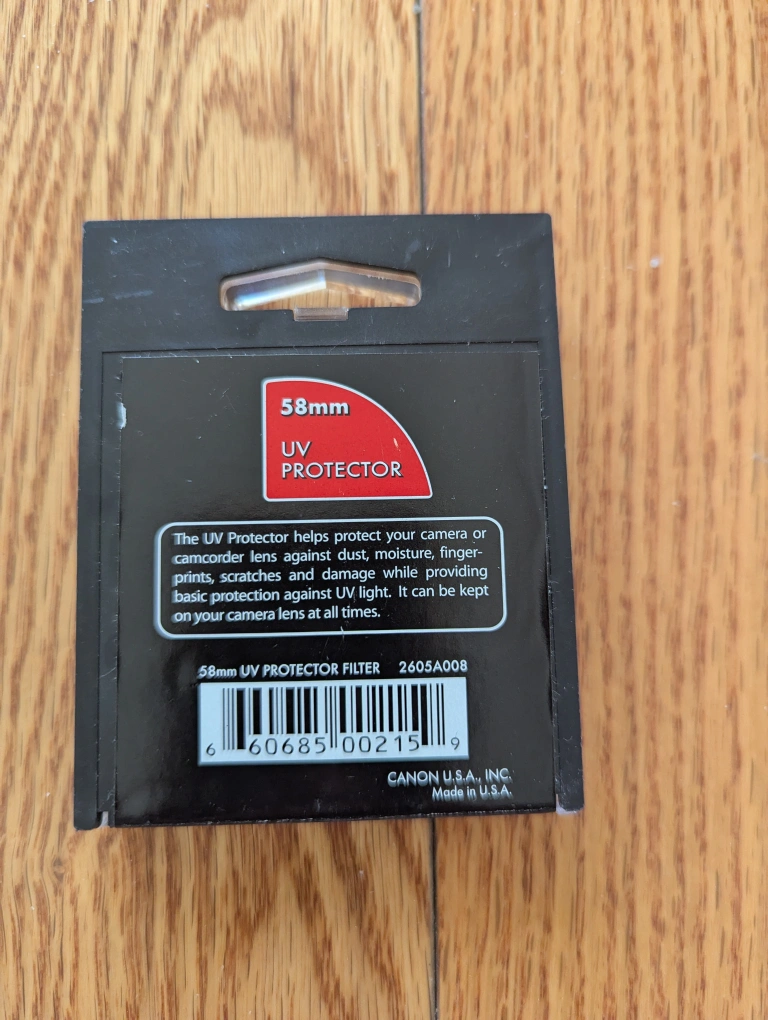 58mm
UV
PROTECTOR
The UV Protector helps protect your camera or
camcorder lens against dust, moisture, finger-
prints, scratches and damage while providing
basic protection against UV light. It can be kept
on your camera lens at all times.
58mm UV PROTECTOR FILTER 2605A008
6 60685 00215 9
CANON U.S.A., INC.
Made in U.S.A.